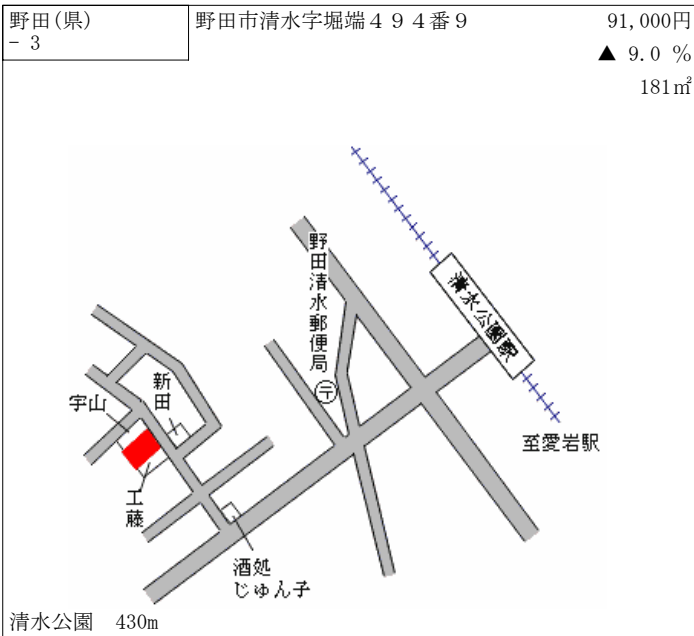 野田(県)
－3
野田市清水字堀端４９４番９
91,000円
▲ 9.0 %
181㎡
清水公園駅
野田清水郵便局
〒
至愛岩駅
新田
宇山
工藤
酒処
じゅん子
清水公園 430m